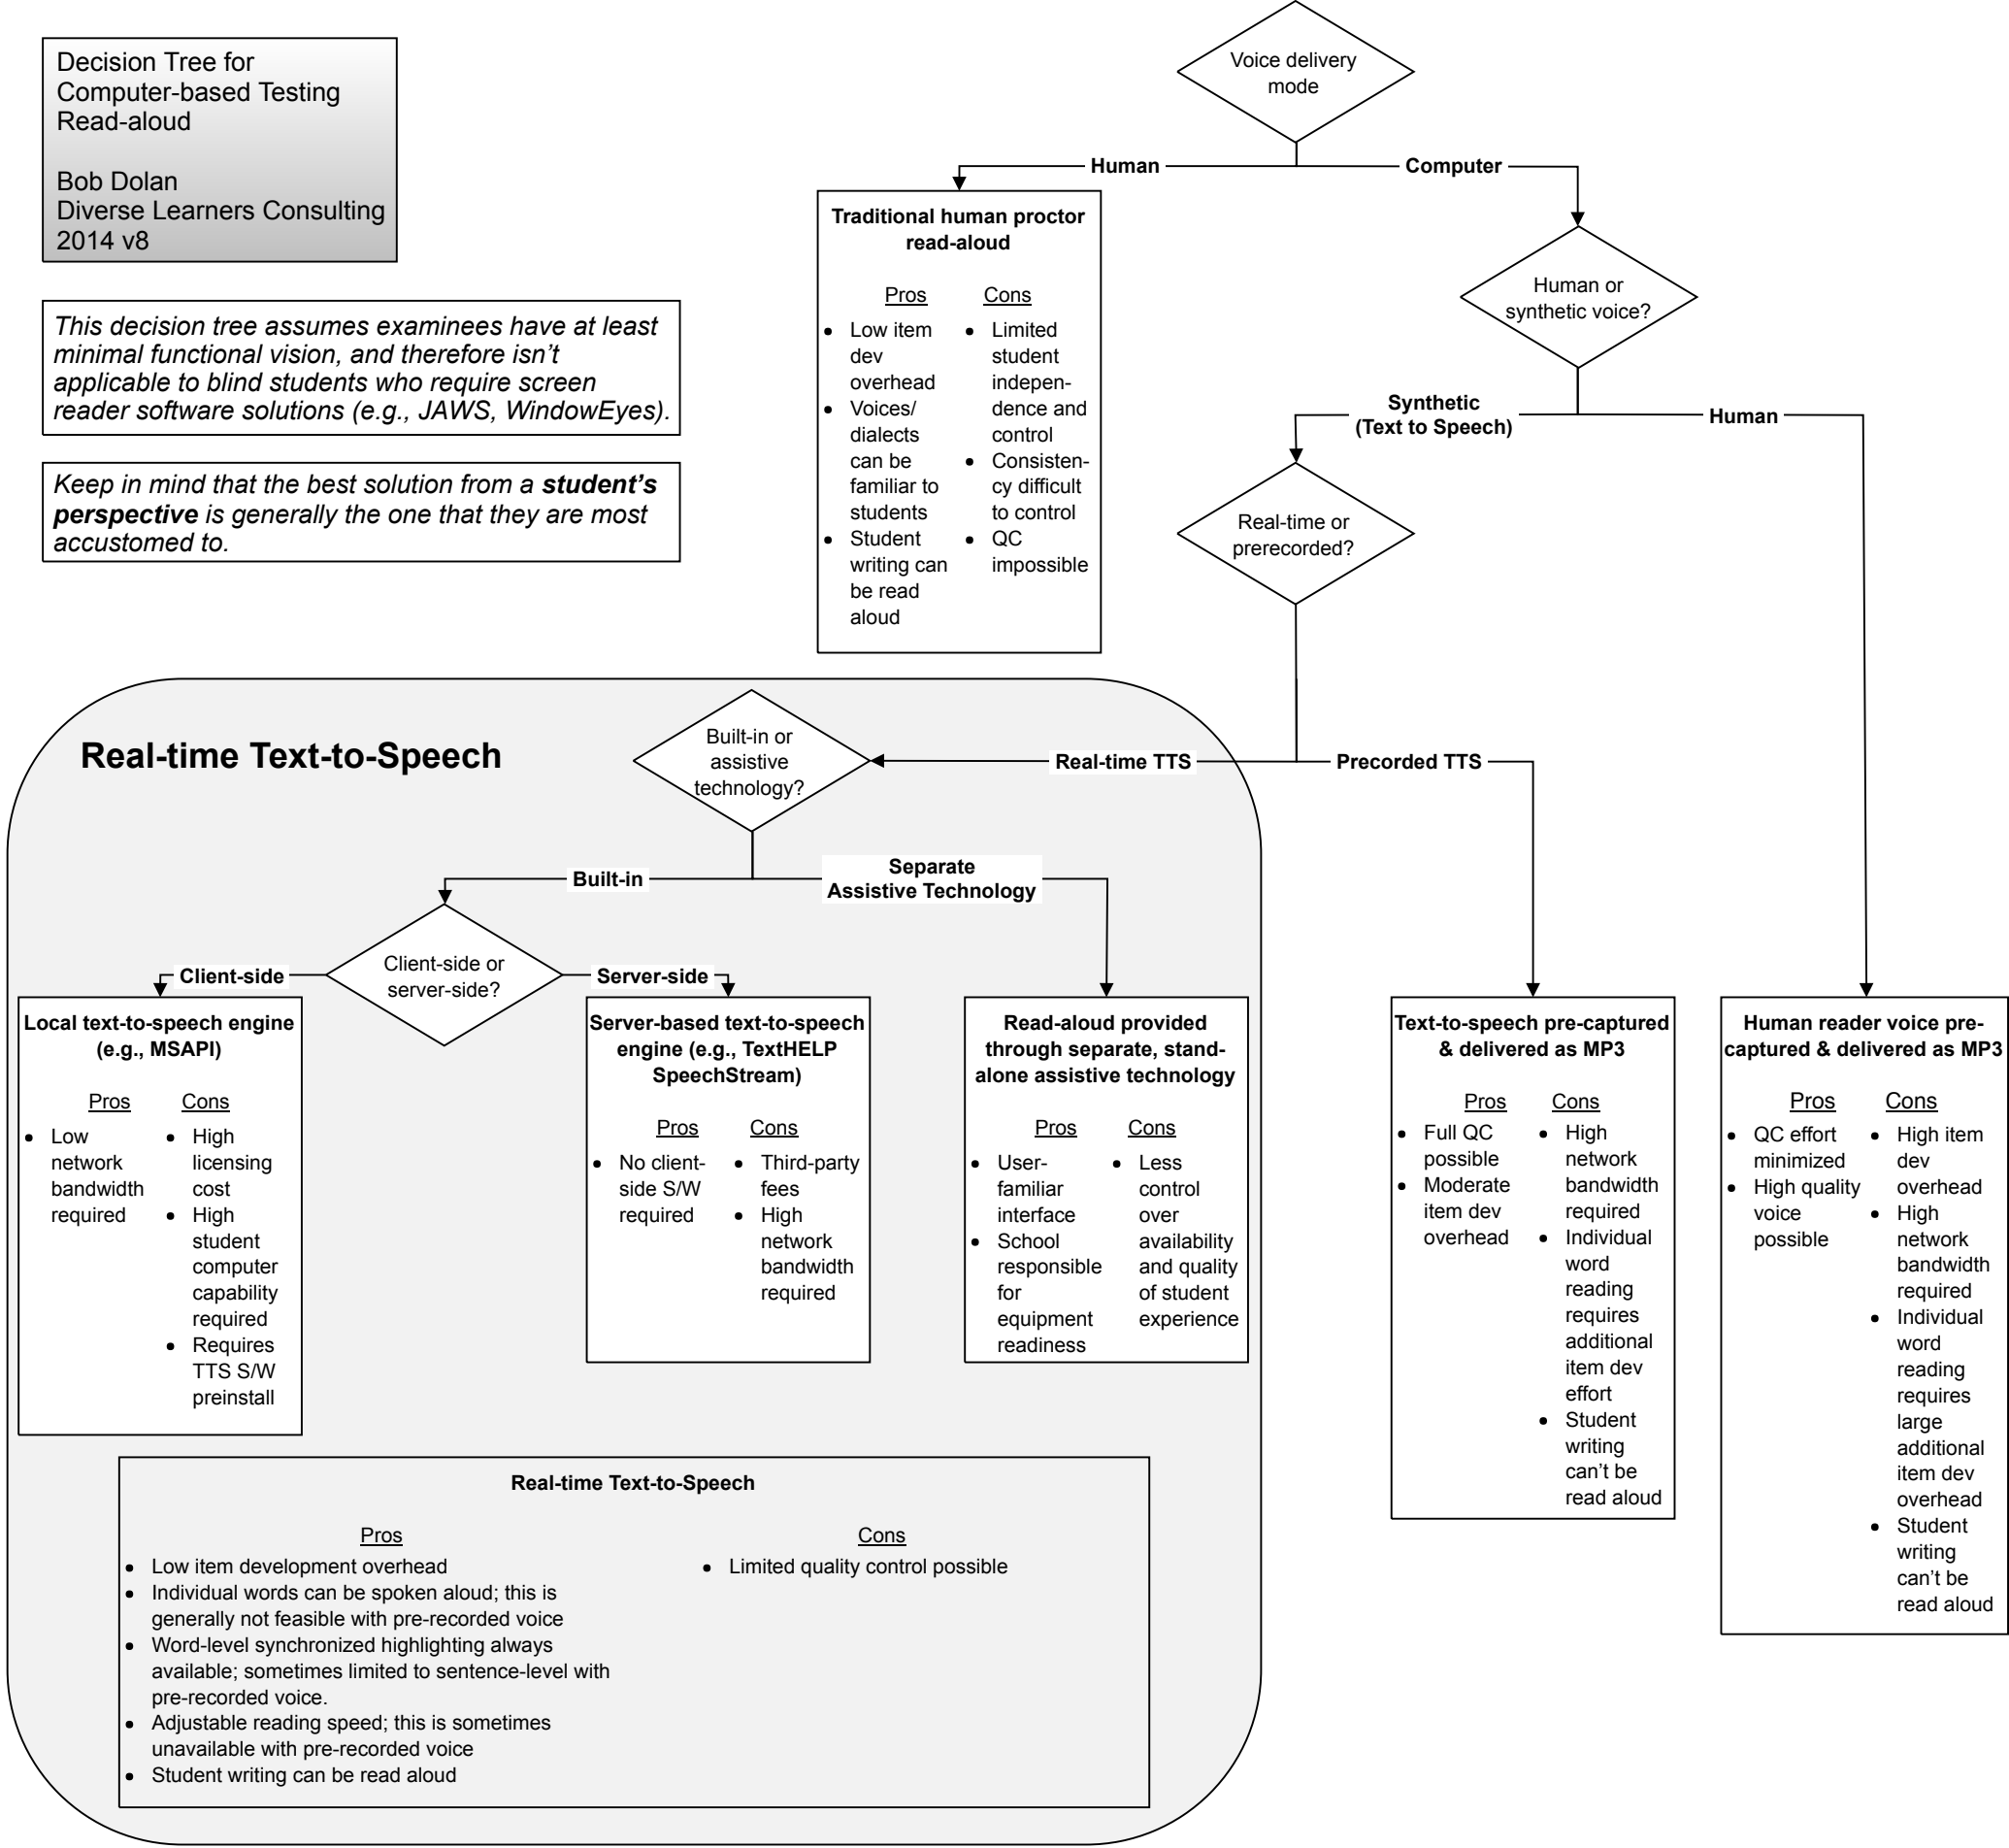 Decision Tree for
Computer-based Testing
Read-aloud
Bob Dolan
Diverse Learners Consulting
2014 v8
This decision tree assumes examinees have at least
minimal functional vision, and therefore isn't
applicable to blind students who require screen
reader software solutions (e.g., JAWS, WindowEyes).
Keep in mind that the best solution from a student's
perspective is generally the one that they are most
accustomed to.
Voice delivery
mode
Human
Computer
Traditional human proctor
read-aloud
Pros
• Low item
dev
overhead
• Voices/
dialects
can be
familiar to
students
• Student
writing can
be read
aloud
Cons
• Limited
student
indepen-
dence and
control
• Consisten-
cy difficult
to control
• QC
impossible
Human or
synthetic voice?
Synthetic
(Text to Speech)
Human
Real-time or
prerecorded?
Real-time TTS
Precorded TTS
Real-time Text-to-Speech
Built-in or
assistive
technology?
Built-in
Separate
Assistive Technology
Client-side or
server-side?
Client-side
Server-side
Local text-to-speech engine
(e.g., MSAPI)
Pros
• Low
network
bandwidth
required
Cons
• High
licensing
cost
• High
student
computer
capability
required
• Requires
TTS S/W
preinstall
Server-based text-to-speech
engine (e.g., TextHELP
SpeechStream)
Pros
• No client-
side S/W
required
Cons
• Third-party
fees
• High
network
bandwidth
required
Read-aloud provided
through separate, stand-
alone assistive technology
Pros
• User-
familiar
interface
• School
responsible
for
equipment
readiness
Cons
• Less
control
over
availability
and quality
of student
experience
Text-to-speech pre-captured
& delivered as MP3
Pros
• Full QC
possible
• Moderate
item dev
overhead
Cons
• High
network
bandwidth
required
• Individual
word
reading
requires
additional
item dev
effort
• Student
writing
can't be
read aloud
Human reader voice pre-
captured & delivered as MP3
Pros
• QC effort
minimized
• High quality
voice
possible
Cons
• High item
dev
overhead
• High
network
bandwidth
required
• Individual
word
reading
requires
large
additional
item dev
overhead
• Student
writing
can't be
read aloud
Real-time Text-to-Speech
Pros
• Low item development overhead
• Individual words can be spoken aloud; this is
generally not feasible with pre-recorded voice
• Word-level synchronized highlighting always
available; sometimes limited to sentence-level with
pre-recorded voice.
• Adjustable reading speed; this is sometimes
unavailable with pre-recorded voice
• Student writing can be read aloud
Cons
• Limited quality control possible